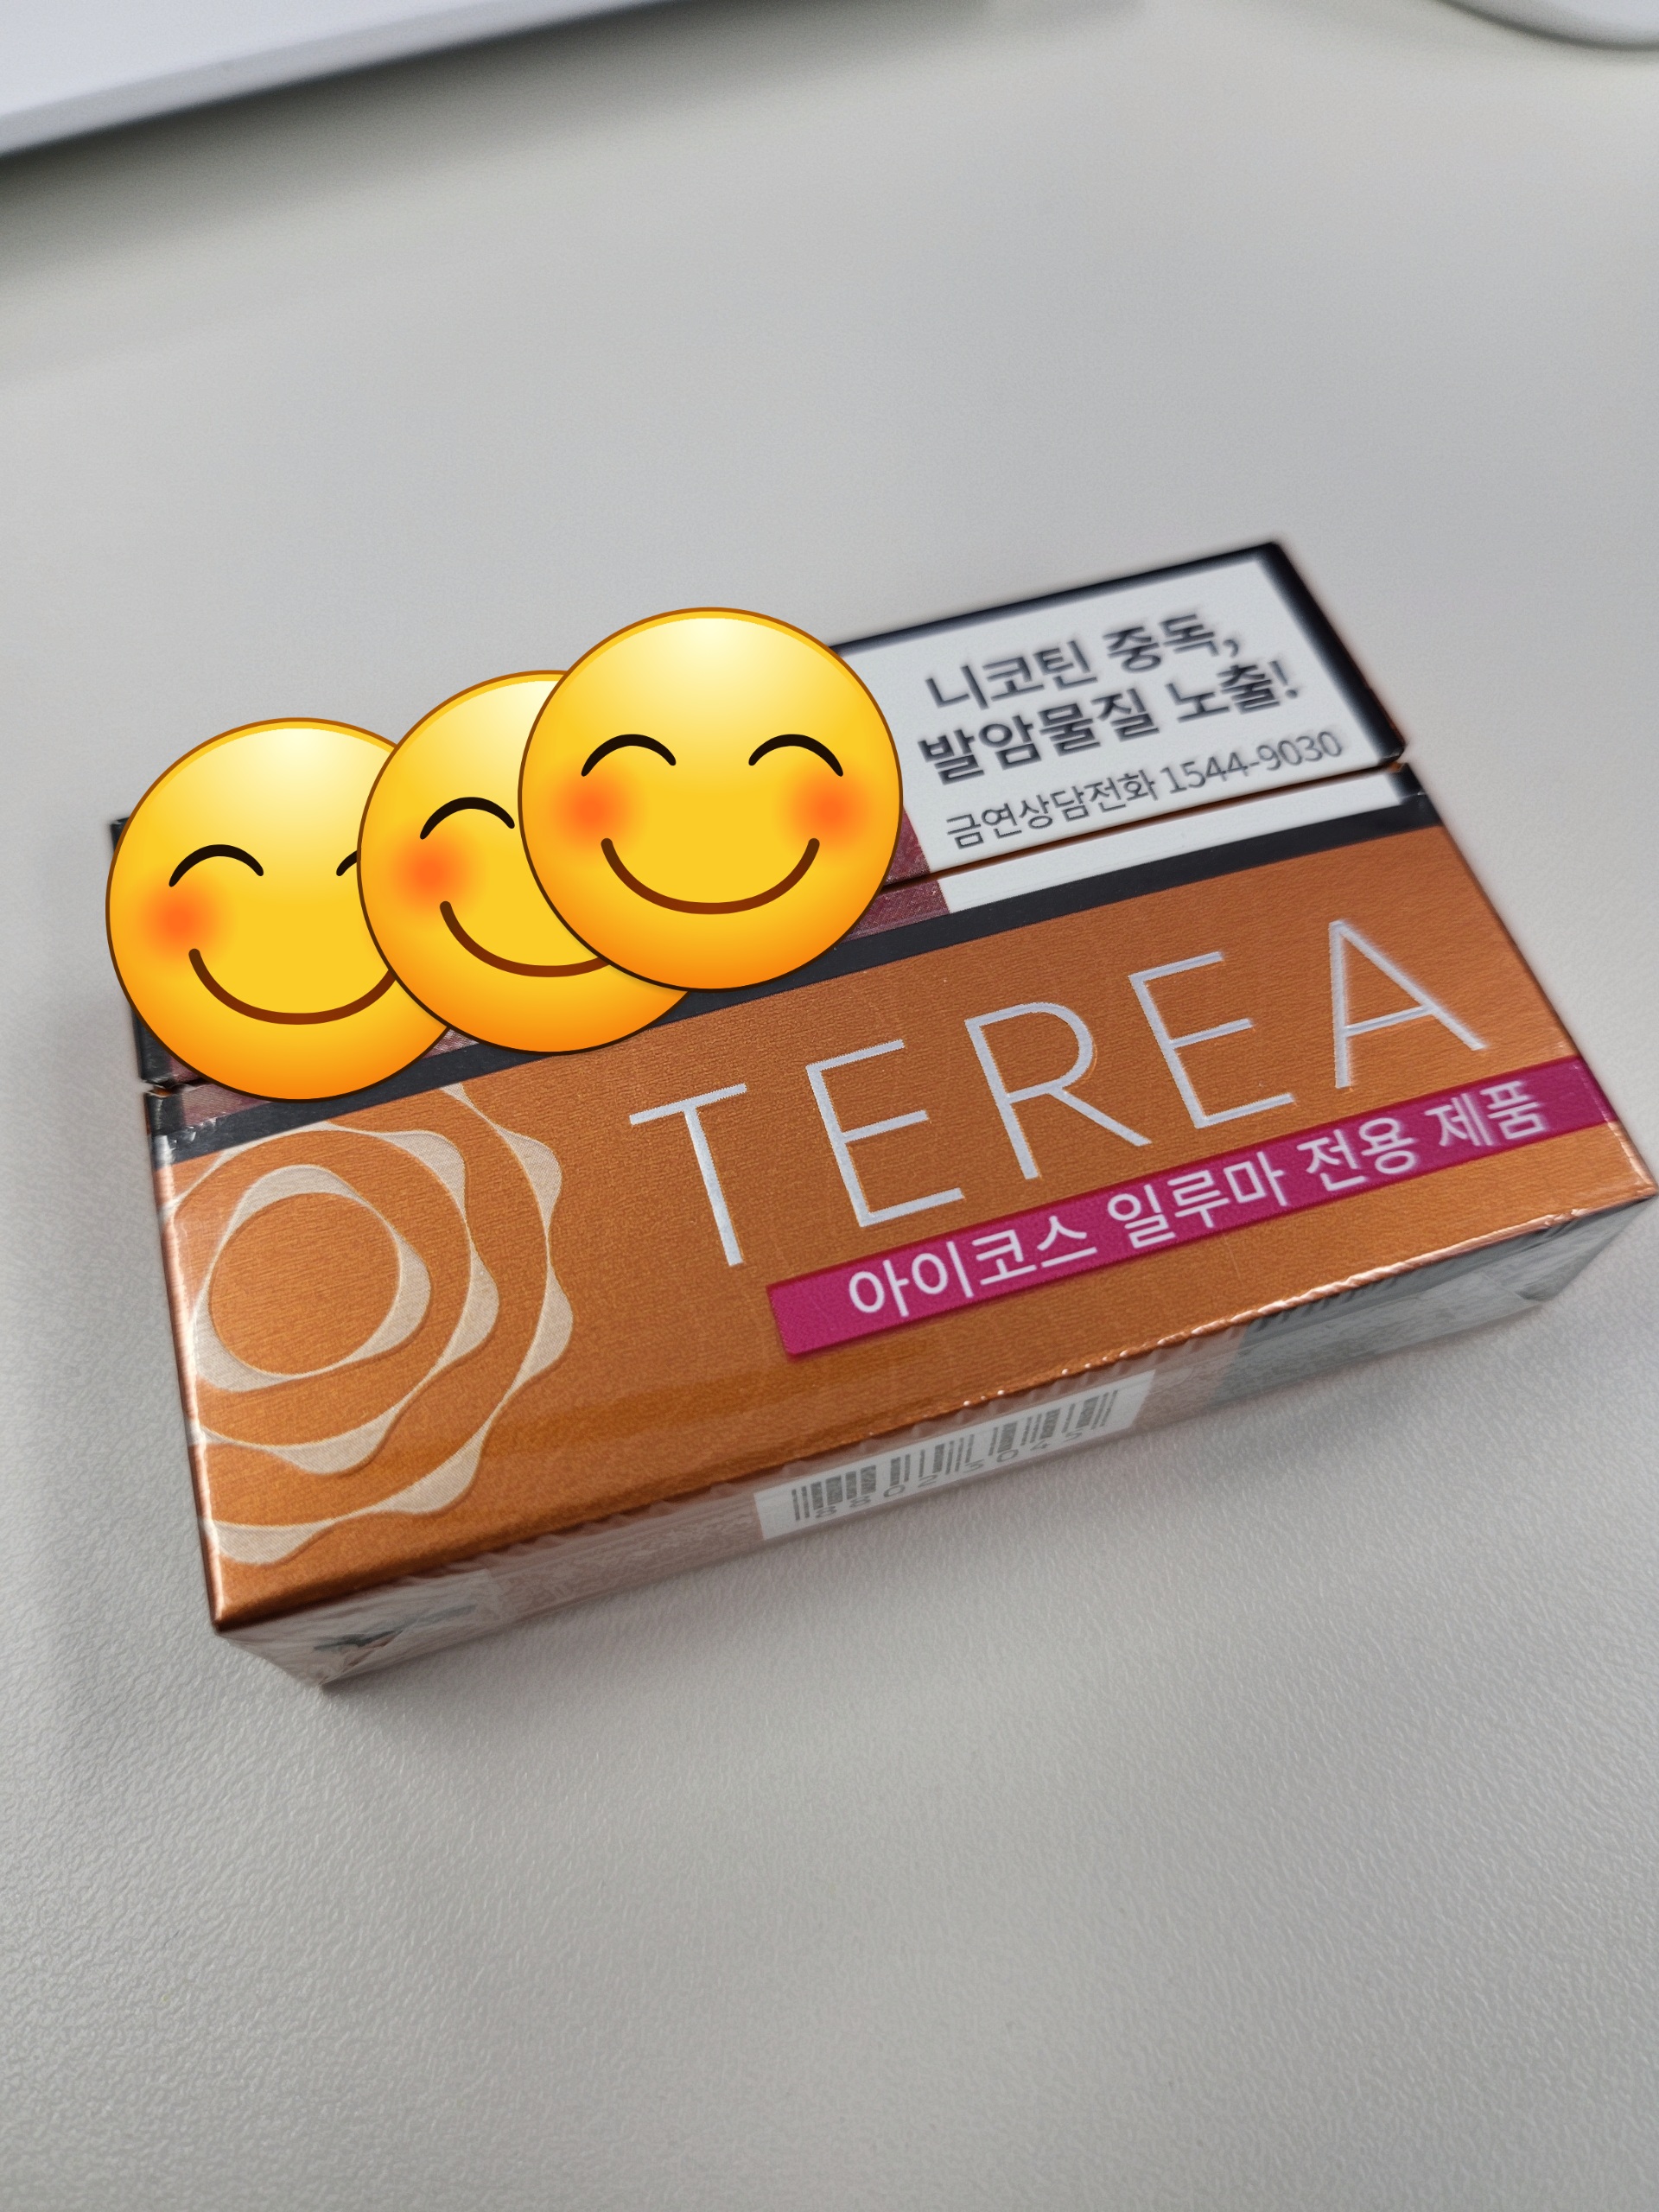 니코틴 중독,
발암물질 노출!
금연상담전화 1544-9030
TEREA
아이코스 일루마 전용 제품